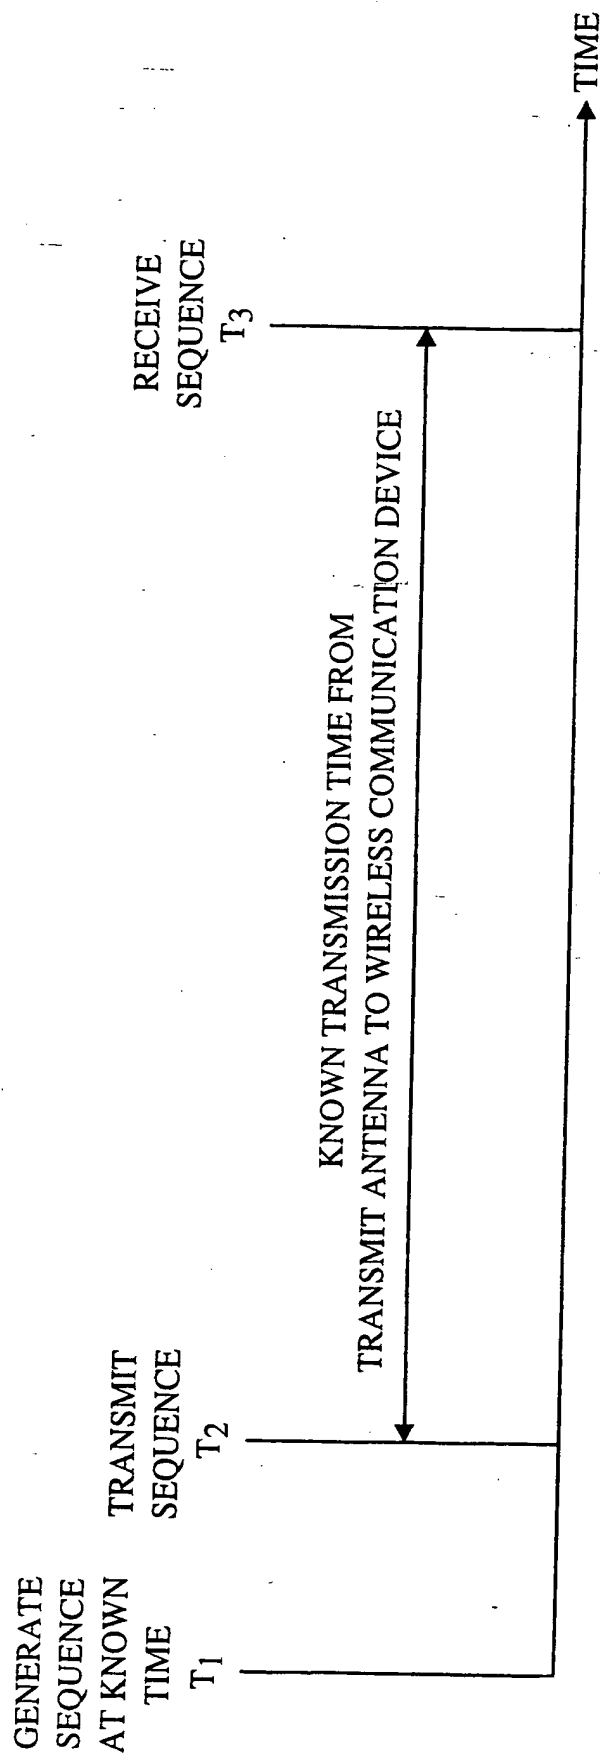 GENERATE
SEQUENCE
AT KNOWN
TIME
T1
TRANSMIT
SEQUENCE
T2
KNOWN TRANSMISSION TIME FROM
TRANSMIT ANTENNA TO WIRELESS COMMUNICATION DEVICE
RECEIVE
SEQUENCE
T3
TIME